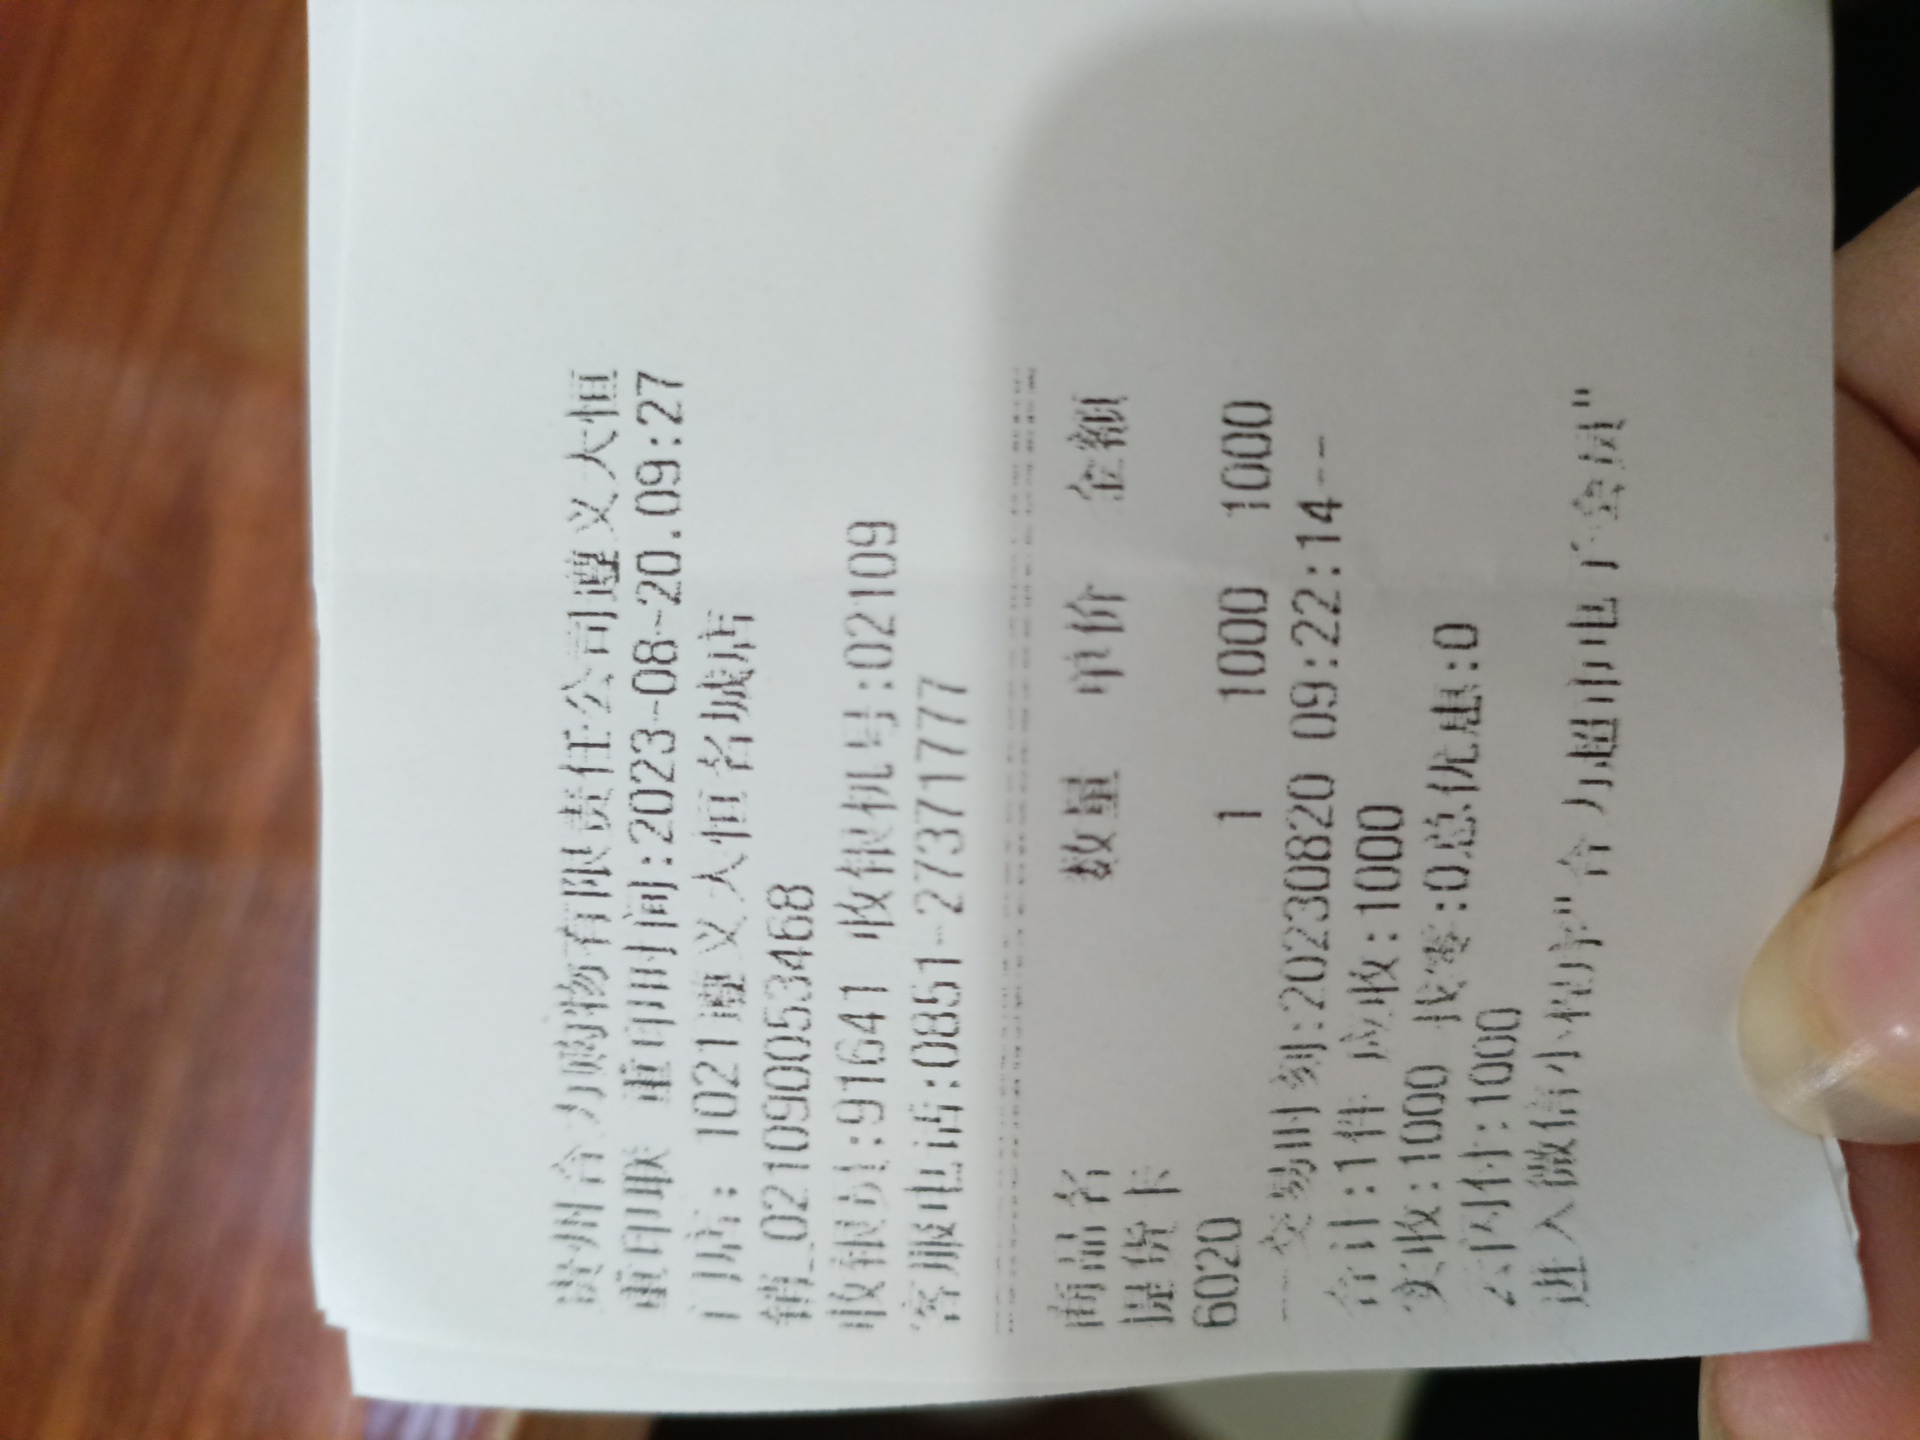 贵州合力购物有限责任公司遵义大恒
重印联 重印时间:2023-08-20.09:27
门店: 1021遵义大恒名城店
销_021090053468
收银员:91641 收银机号:02109
客服电话:0851-27371777
商品名 数量 单价 金额
提货卡
6020 1 1000 1000
--交易时刻:20230820 09:22:14--
合计:1件 应收:1000
实收:1000 找零:0总优惠:0
云闪付:1000
进入微信小程序"合力超市电子会员"